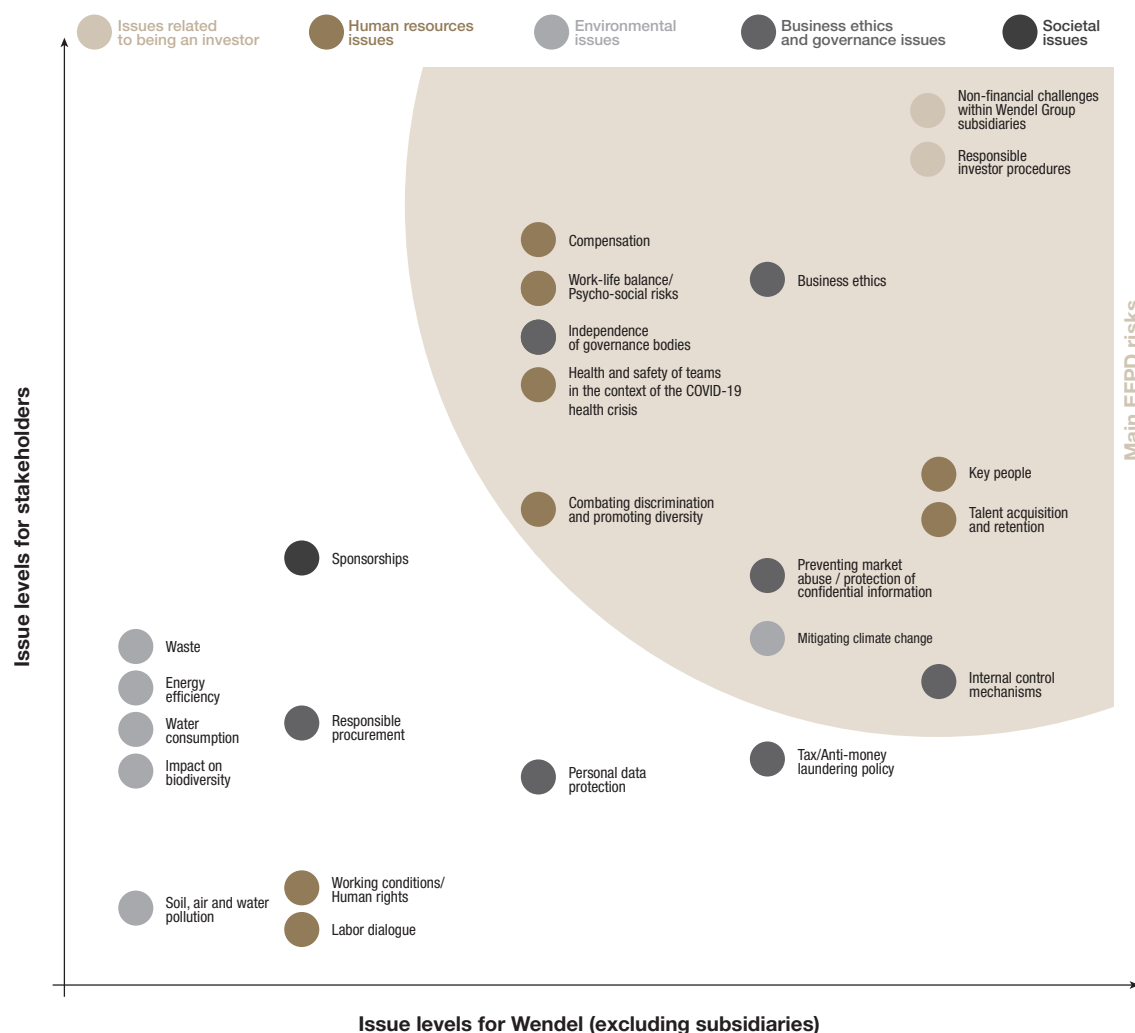 Issues related
to being an investor
Human resources
issues
Environmental
issues
Business ethics
and governance issues
Societal
issues
Non-financial challenges
within Wendel Group
subsidiaries
Responsible
investor procedures
Compensation
Work-life balance/
Psycho-social risks
Business ethics
Independence
of governance bodies
Health and safety of teams
in the context of the COVID-19
health crisis
Main EFPD risks
Key people
Combating discrimination
and promoting diversity
Talent acquisition
and retention
Sponsorships
Preventing market
abuse / protection of
confidential information
Waste
Mitigating climate change
Energy
efficiency
Internal control
mechanisms
Water
consumption
Responsible
procurement
Impact on
biodiversity
Personal data
protection
Tax/Anti-money
laundering policy
Soil, air and water
pollution
Working conditions/
Human rights
Labor dialogue
Issue levels for stakeholders
Issue levels for Wendel (excluding subsidiaries)